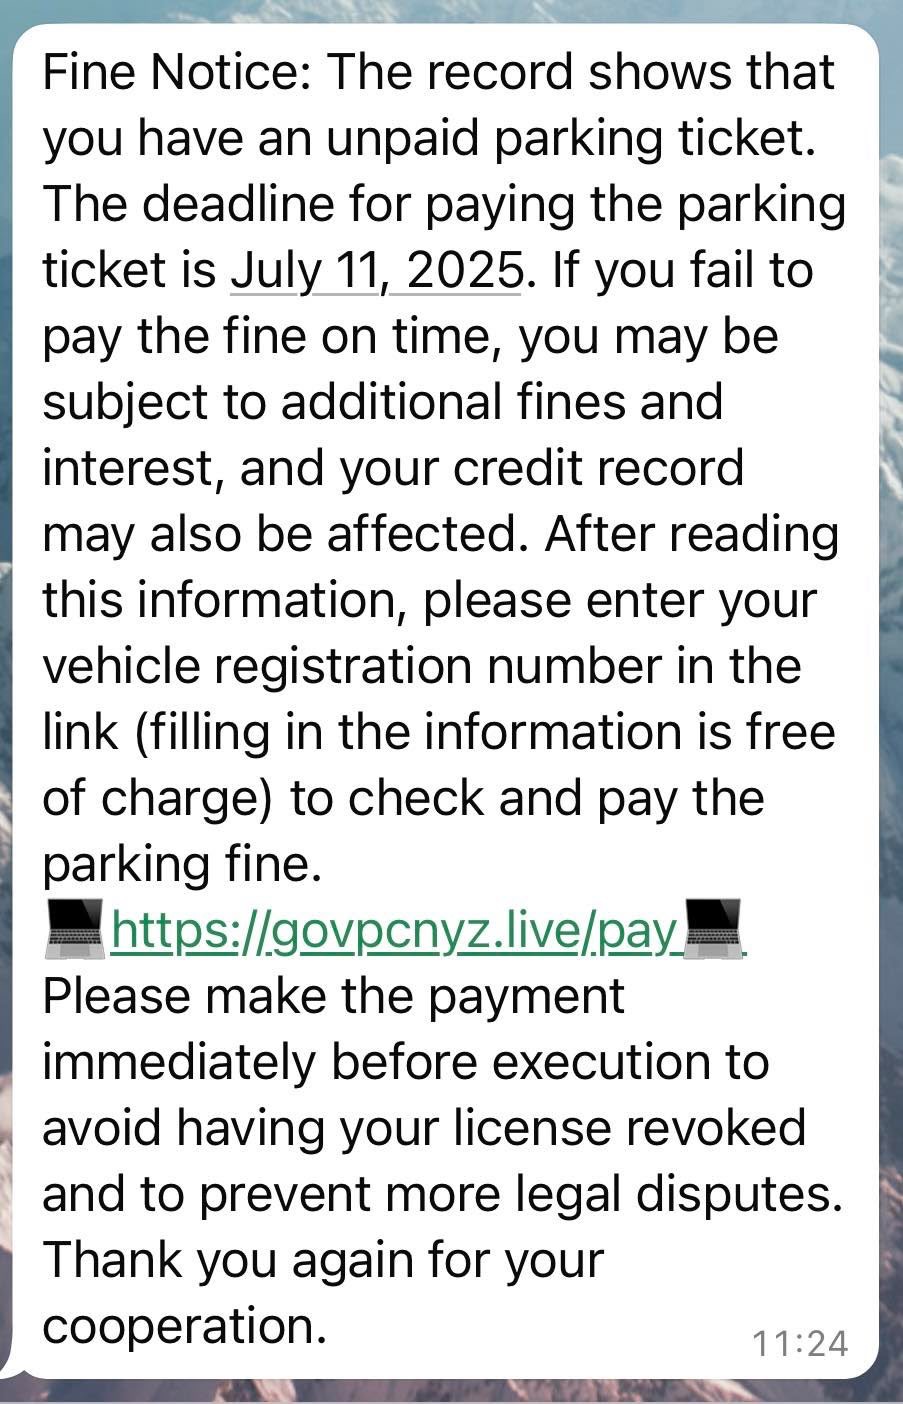 Fine Notice: The record shows that
you have an unpaid parking ticket.
The deadline for paying the parking
ticket is July 11, 2025. If you fail to
pay the fine on time, you may be
subject to additional fines and
interest, and your credit record
may also be affected. After reading
this information, please enter your
vehicle registration number in the
link (filling in the information is free
of charge) to check and pay the
parking fine.
💻https://govpcnyz.live/pay💻
Please make the payment
immediately before execution to
avoid having your license revoked
and to prevent more legal disputes.
Thank you again for your
cooperation.
11:24